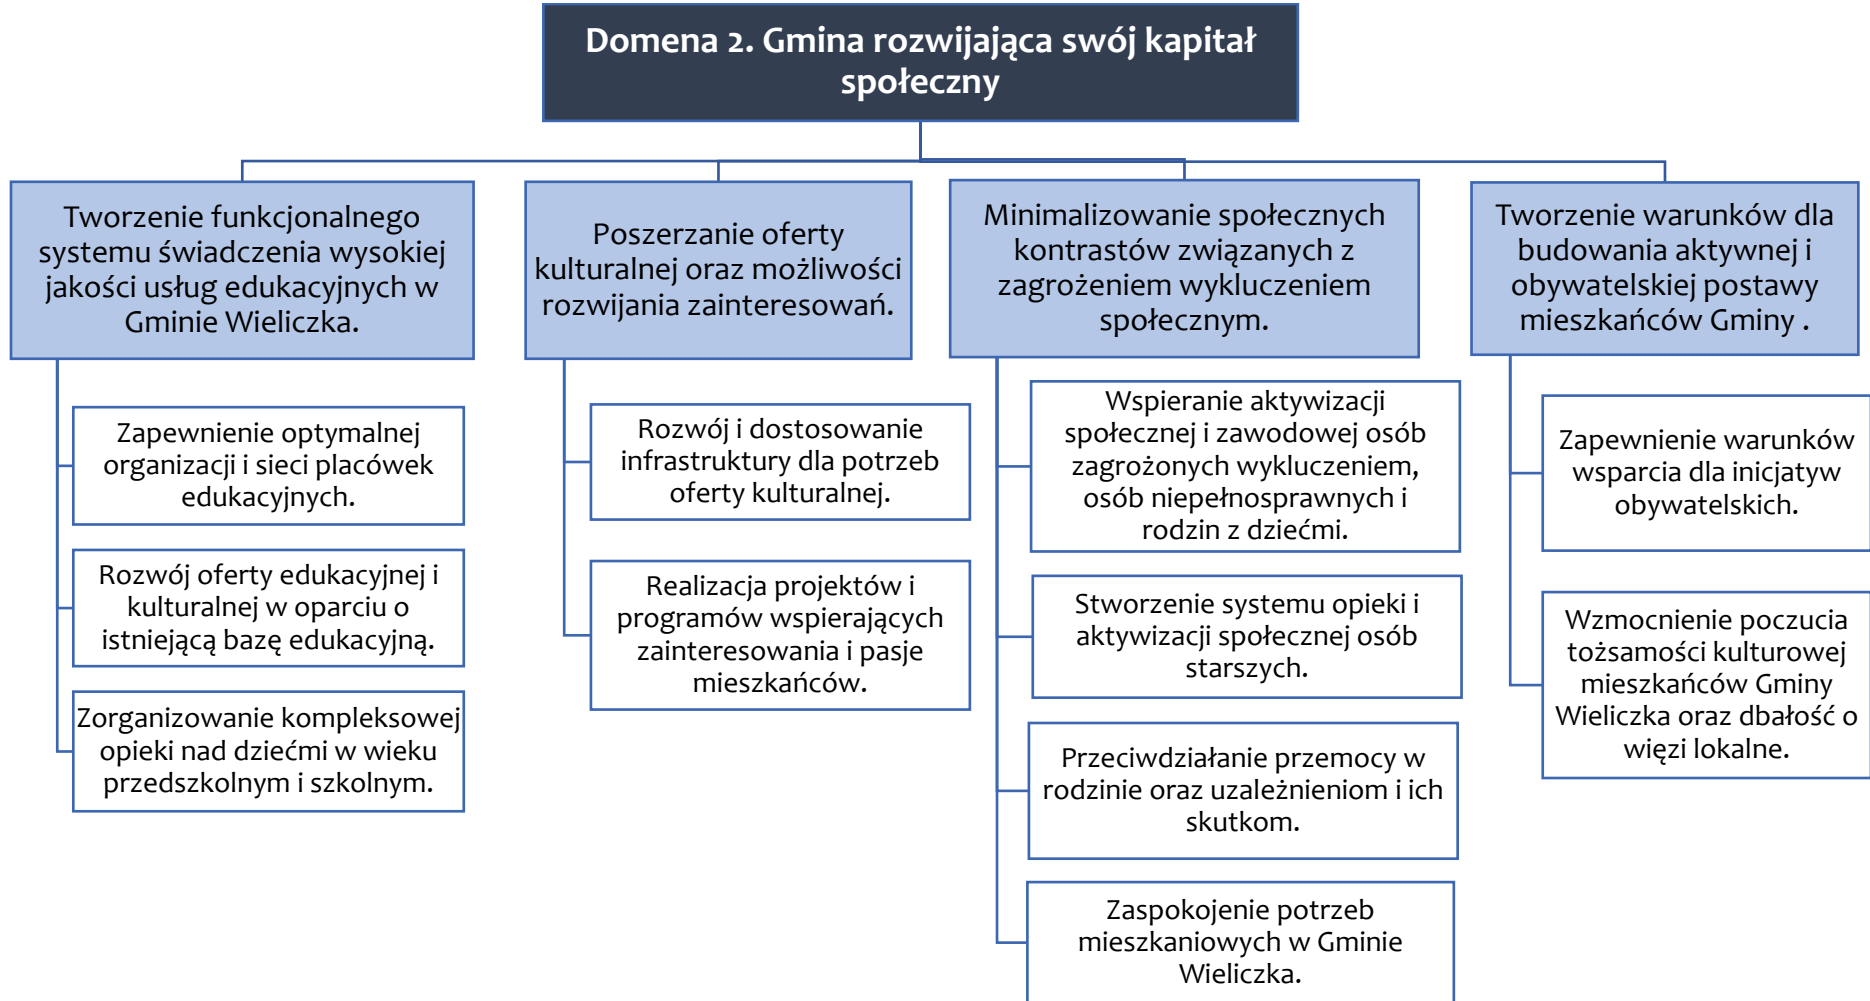 Domena 2. Gmina rozwijająca swój kapitał
społeczny
Tworzenie funkcjonalnego
systemu świadczenia wysokiej
jakości usług edukacyjnych w
Gminie Wieliczka.
Zapewnienie optymalnej
organizacji i sieci placówek
edukacyjnych.
Rozwój oferty edukacyjnej i
kulturalnej w oparciu o
istniejącą bazę edukacyjną.
Zorganizowanie kompleksowej
opieki nad dziećmi w wieku
przedszkolnym i szkolnym.
Poszerzanie oferty
kulturalnej oraz możliwości
rozwijania zainteresowań.
Rozwój i dostosowanie
infrastruktury dla potrzeb
oferty kulturalnej.
Realizacja projektów i
programów wspierających
zainteresowania i pasje
mieszkańców.
Minimalizowanie społecznych
kontrastów związanych z
zagrożeniem wykluczeniem
społecznym.
Wspieranie aktywizacji
społecznej i zawodowej osób
zagrożonych wykluczeniem,
osób niepełnosprawnych i
rodzin z dziećmi.
Stworzenie systemu opieki i
aktywizacji społecznej osób
starszych.
Przeciwdziałanie przemocy w
rodzinie oraz uzależnieniom i ich
skutkom.
Zaspokojenie potrzeb
mieszkaniowych w Gminie
Wieliczka.
Tworzenie warunków dla
budowania aktywnej i
obywatelskiej postawy
mieszkańców Gminy .
Zapewnienie warunków
wsparcia dla inicjatyw
obywatelskich.
Wzmocnienie poczucia
tożsamości kulturowej
mieszkańców Gminy
Wieliczka oraz dbałość o
więzi lokalne.